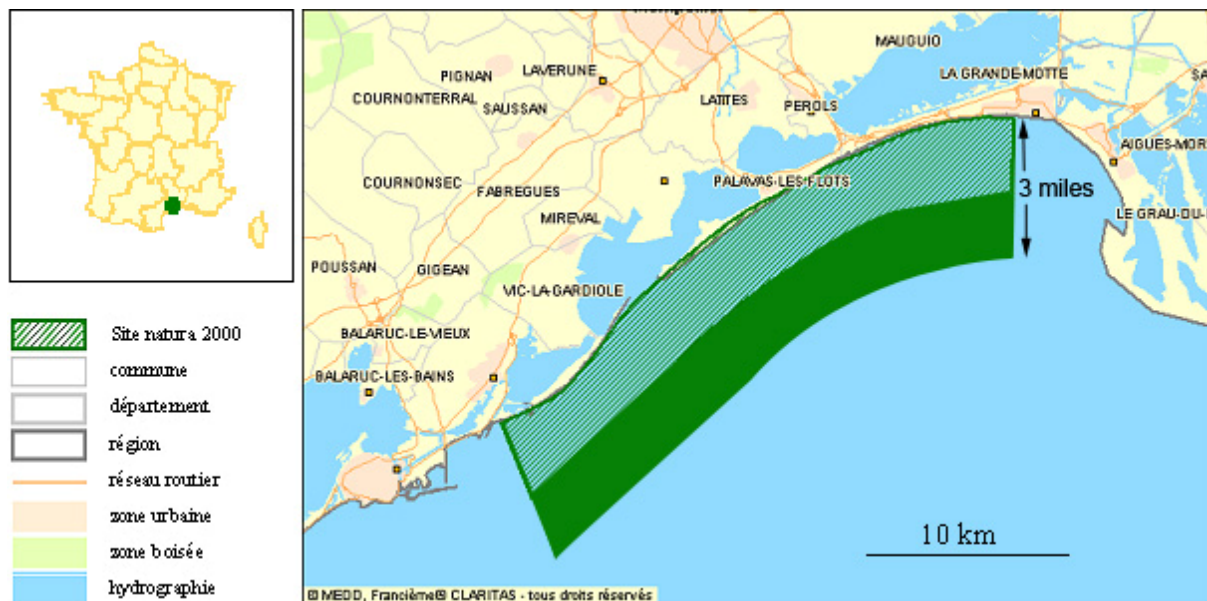 Site natura 2000
commune
département
région
réseau routier
zone urbaine
zone boisée
hydrographie
MAUGUIO
LA GRANDE-MOTTE
PIGNAN
LAVERUNE
COURNONTERRAL
SAUSSAN
LATTES
PEROLS
AIGUES-MOR
COURNONSEC
FABREGUES
PALAVAS-LES-FLOTS
3 miles
MIREVAL
LE GRAU-DU-
POUSSAN
GIGEAN
VIC-LA-GARDIOLE
BALARUC-LE-VIEUX
BALARUC-LES-BAINS
10 km
© MEDD, Francième© CLARITAS - tous droits réservés